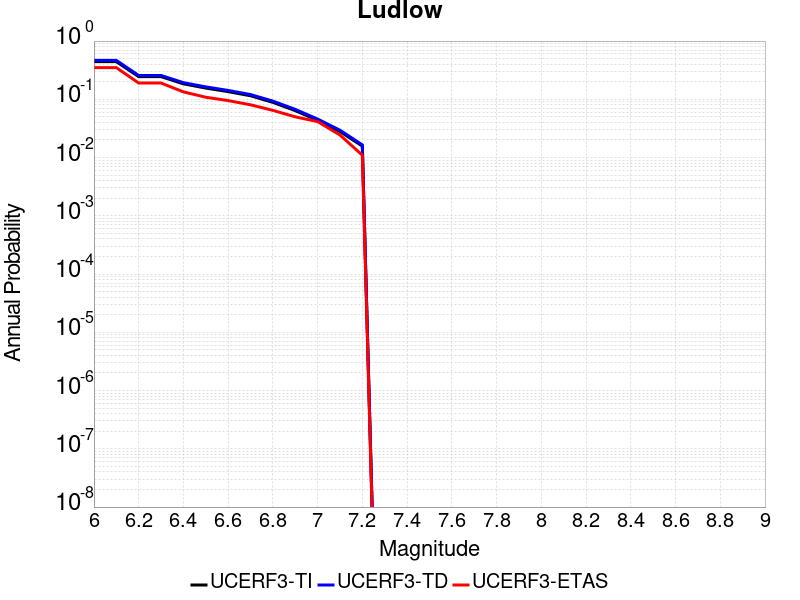 Ludlow
Annual Probability
10^0
10^-1
10^-2
10^-3
10^-4
10^-5
10^-6
10^-7
10^-8
6 6.2 6.4 6.6 6.8 7 7.2 7.4 7.6 7.8 8 8.2 8.4 8.6 8.8 9
Magnitude
UCERF3-TI UCERF3-TD UCERF3-ETAS